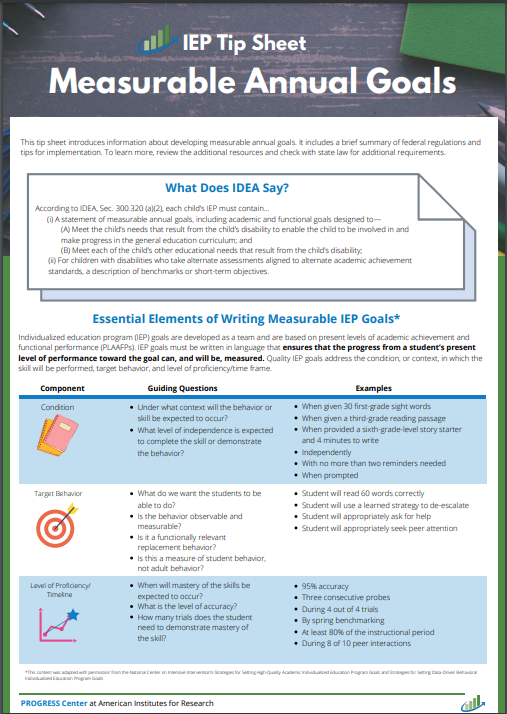 IEP Tip Sheet
Measurable Annual Goals
This tip sheet introduces information about developing measurable annual goals. It includes a brief summary of federal regulations and
tips for implementation. To learn more, review the additional resources and check with state law for additional requirements.
What Does IDEA Say?
According to IDEA, Sec. 300.320 (a)(2), each child's IEP must contain...
(i) A statement of measurable annual goals, including academic and functional goals designed to—
(A) Meet the child's needs that result from the child's disability to enable the child to be involved in and
make progress in the general education curriculum; and
(B) Meet each of the child's other educational needs that result from the child's disability;
(ii) For children with disabilities who take alternate assessments aligned to alternate academic achievement
standards, a description of benchmarks or short-term objectives.
Essential Elements of Writing Measurable IEP Goals*
Individualized education program (IEP) goals are developed as a team and are based on present levels of academic achievement and
functional performance (PLAAFPs). IEP goals must be written in language that ensures that the progress from a student's present
level of performance toward the goal can, and will be, measured. Quality IEP goals address the condition, or context, in which the
skill will be performed, target behavior, and level of proficiency/time frame.
Component Guiding Questions Examples
Condition
• Under what context will the behavior or
skill be expected to occur?
• What level of independence is expected
to complete the skill or demonstrate
the behavior?
• When given 30 first-grade sight words
• When given a third-grade reading passage
• When provided a sixth-grade-level story starter
and 4 minutes to write
• Independently
• With no more than two reminders needed
• When prompted
Target Behavior
• What do we want the students to be
able to do?
• Is the behavior observable and
measurable?
• Is it a functionally relevant
replacement behavior?
• Is this a measure of student behavior,
not adult behavior?
• Student will read 60 words correctly
• Student will use a learned strategy to de-escalate
• Student will appropriately ask for help
• Student will appropriately seek peer attention
Level of Proficiency/
Timeline
• When will mastery of the skills be
expected to occur?
• What is the level of accuracy?
• How many trials does the student
need to demonstrate mastery of
the skill?
• 95% accuracy
• Three consecutive probes
• During 4 out of 4 trials
• By spring benchmarking
• At least 80% of the instructional period
• During 8 of 10 peer interactions
*This content was adapted with permission from the National Center on Intensive Intervention's Strategies for Setting High-Quality Academic Individualized Education Program Goals and Strategies for Setting Data-Driven Behavioral
Individualized Education Program Goals
PROGRESS Center at American Institutes for Research